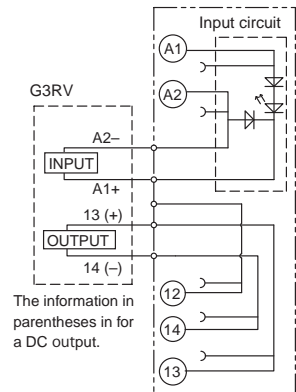 Input circuit
A1
G3RV
A2
A2–
INPUT
A1+
13 (+)
OUTPUT
14 (–)
12
The information in
parentheses in for
a DC output.
14
13